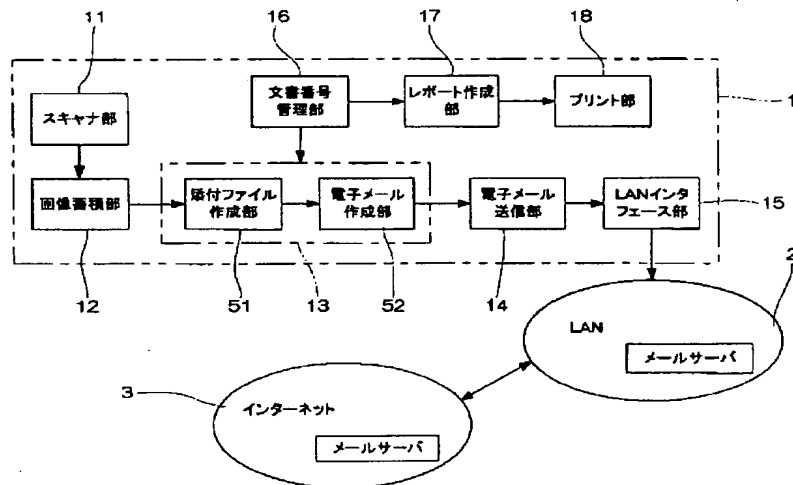 11
16
17
18
スキャナ部
文書番号
管理部
レポート作成
部
プリント部
1
画像蓄積部
添付ファイル
作成部
電子メール
作成部
電子メール
送信部
LANインタ
フェース部
15
12
51
13
52
14
2
LAN
メールサーバ
3
インターネット
メールサーバ